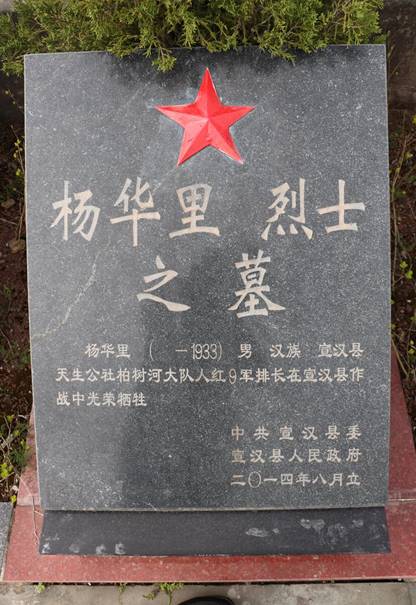 杨华里 烈士
之墓
杨华里 ( —1933) 男 汉族 宣汉县
天生公社柏树河大队人红9军排长在宣汉县作
战中光荣牺牲
中共宣汉县委
宣汉县人民政府
二〇一四年八月立